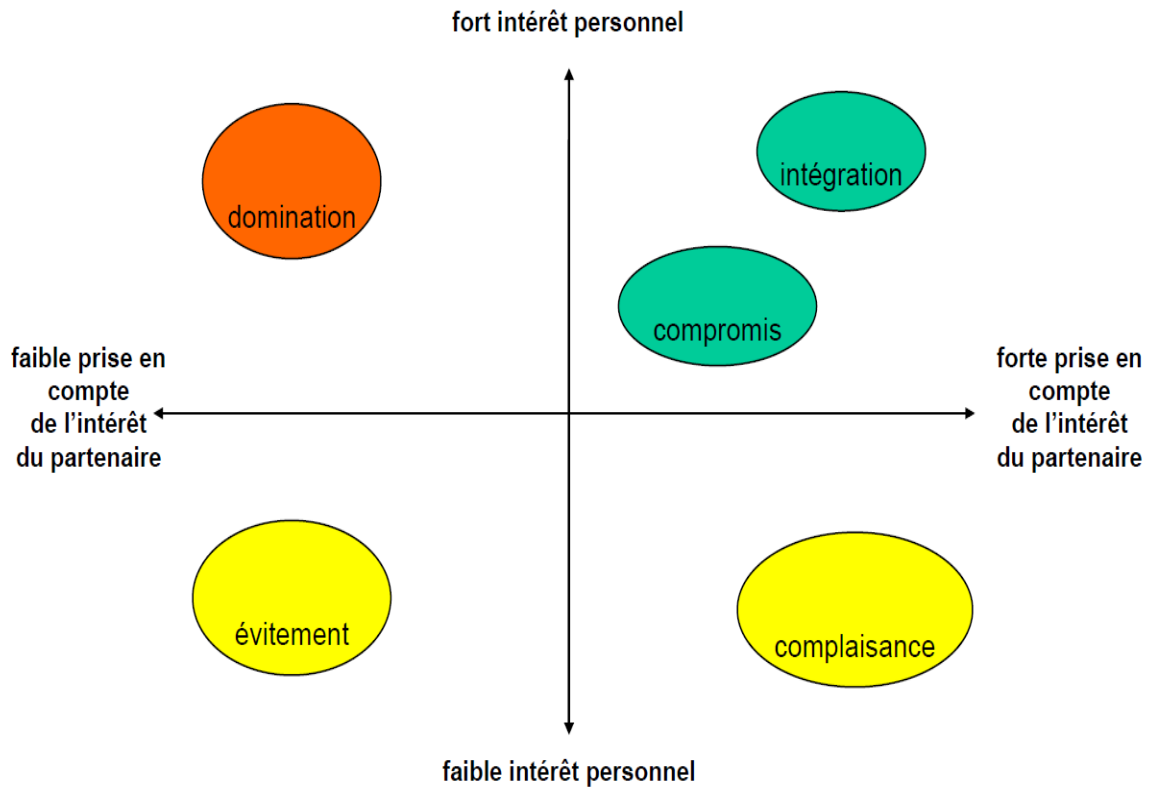 fort intérêt personnel
intégration
domination
compromis
faible prise en
compte
de l'intérêt
du partenaire
forte prise en
compte
de l'intérêt
du partenaire
évitement
complaisance
faible intérêt personnel